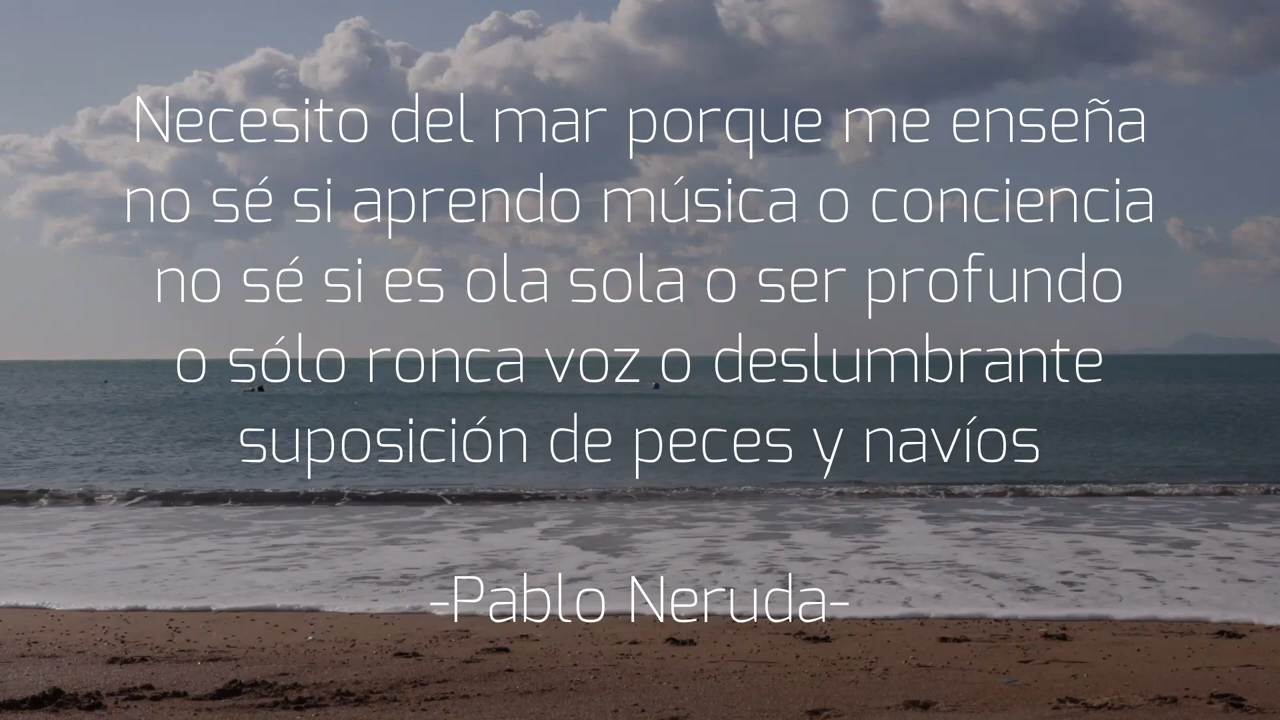 Necesito del mar porque me enseña
no sé si aprendo música o conciencia
no sé si es ola sola o ser profundo
o sólo ronca voz o deslumbrante
suposición de peces y navíos
-Pablo Neruda-